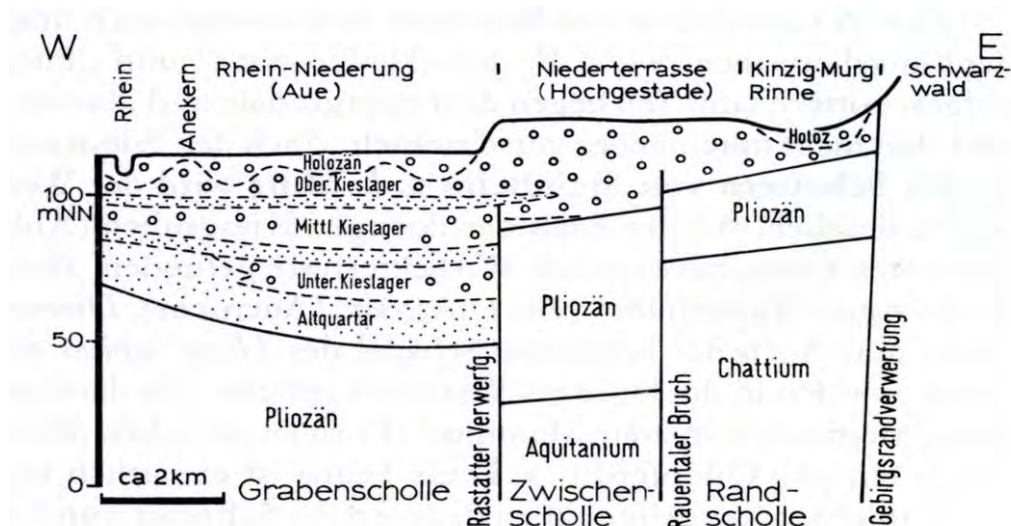 W
E
Rhein
Anekern
Rhein-Niederung
(Aue)
Niederterrasse
(Hochgestade)
Kinzig-Murg
Rinne
Schwarz-
wald
Holozän
Holoz
Ober. Kieslager
100
mNN
Mittl. Kieslager
Pliozän
Unter. Kieslager
Altquartär
Pliozän
50
Pliozän
Chattium
Aquitanium
0
ca 2km
Grabenscholle
Rastatter Verwerfg.
Zwischen-
scholle
Rauentaler Bruch
Rand-
scholle
Gebirgsrandverwerfung